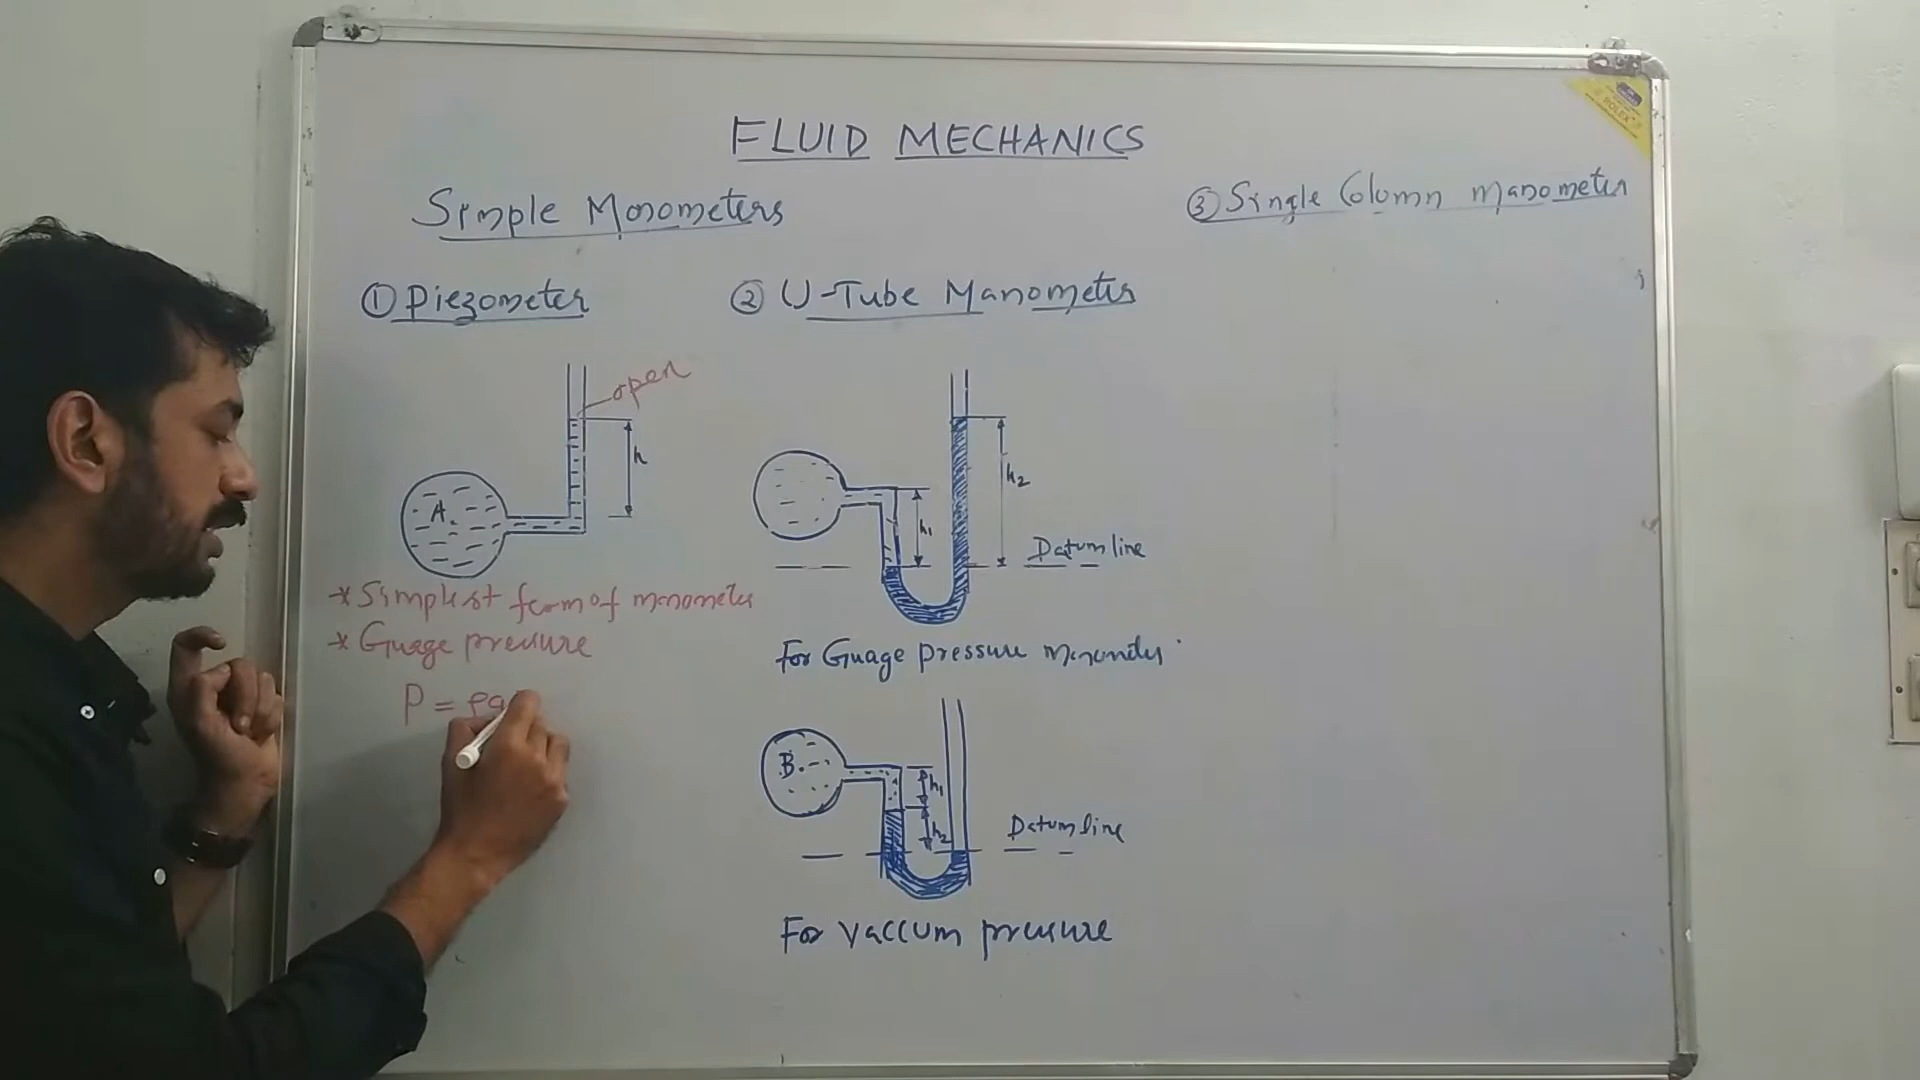 FLUID MECHANICS
Simple Monometers
③ Single Column manometer
① Piezometer
② U-Tube Manometer
open
h
A.
h2
h1
Datum line
* Simplest form of manometer
* Guage pressure
P = ρg
For Guage pressure
B.
h1
h2
Datum line
For vaccum pressure
ROLEX